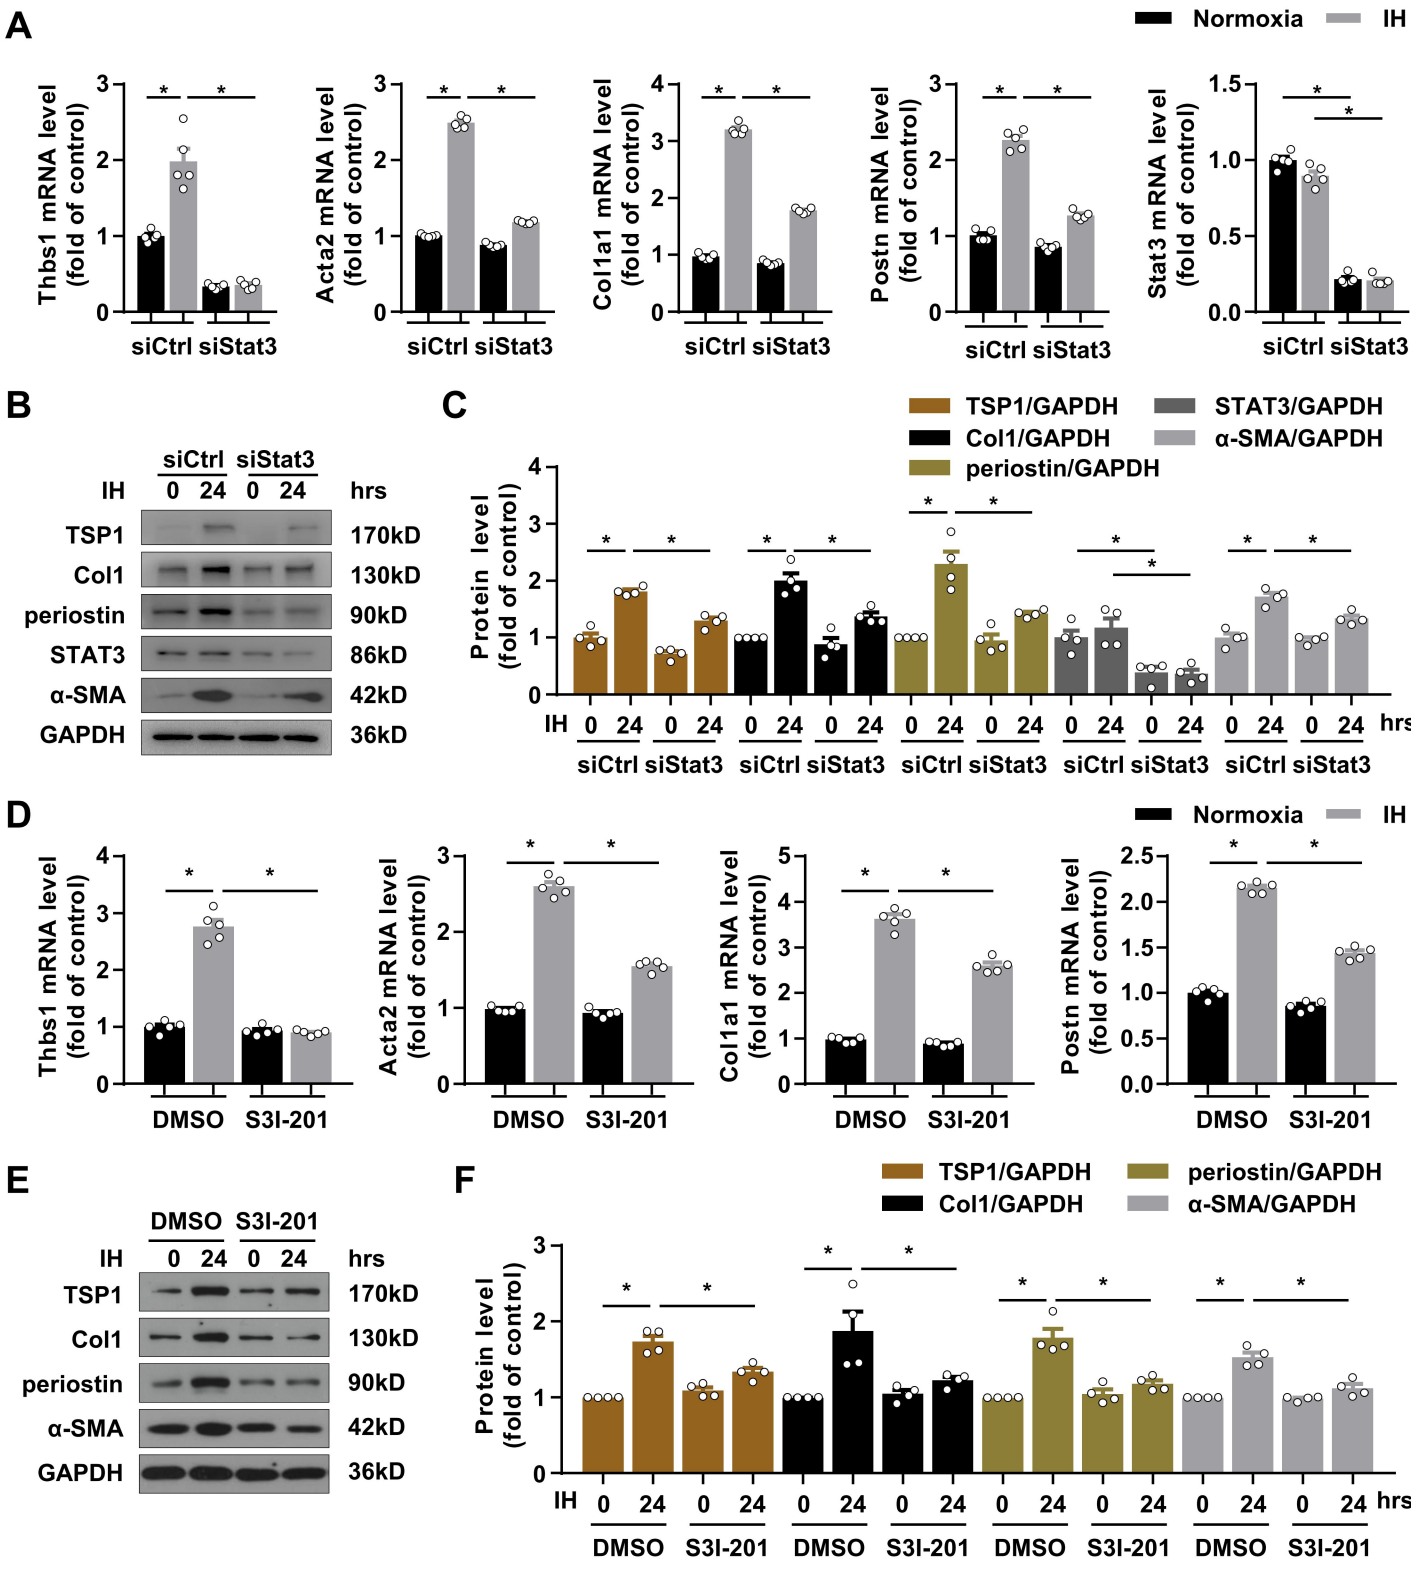 A
Normoxia IH
Thbs1 mRNA level
(fold of control)
3
2
1
0
* *
siCtrl siStat3
Acta2 mRNA level
(fold of control)
3
2
1
0
* *
siCtrl siStat3
Col1a1 mRNA level
(fold of control)
4
3
2
1
0
* *
siCtrl siStat3
Postn mRNA level
(fold of control)
3
2
1
0
* *
siCtrl siStat3
Stat3 mRNA level
(fold of control)
1.5
1.0
0.5
0.0
*
*
siCtrl siStat3
B
siCtrl siStat3
IH 0 24 0 24 hrs
TSP1 170kD
Col1 130kD
periostin 90kD
STAT3 86kD
α-SMA 42kD
GAPDH 36kD
C
TSP1/GAPDH STAT3/GAPDH
Col1/GAPDH α-SMA/GAPDH
periostin/GAPDH
Protein level
(fold of control)
4
3
2
1
0
* * * * * * * * * *
IH 0 24 0 24 0 24 0 24 0 24 0 24 0 24 0 24 0 24 0 24 hrs
siCtrl siStat3 siCtrl siStat3 siCtrl siStat3 siCtrl siStat3 siCtrl siStat3
D
Normoxia IH
Thbs1 mRNA level
(fold of control)
4
3
2
1
0
* *
DMSO S3I-201
Acta2 mRNA level
(fold of control)
3
2
1
0
* *
DMSO S3I-201
Col1a1 mRNA level
(fold of control)
5
4
3
2
1
0
* *
DMSO S3I-201
Postn mRNA level
(fold of control)
2.5
2.0
1.5
1.0
0.5
0.0
* *
DMSO S3I-201
E
DMSO S3I-201
IH 0 24 0 24 hrs
TSP1 170kD
Col1 130kD
periostin 90kD
α-SMA 42kD
GAPDH 36kD
F
TSP1/GAPDH periostin/GAPDH
Col1/GAPDH α-SMA/GAPDH
Protein level
(fold of control)
3
2
1
0
* * * * * * * *
IH 0 24 0 24 0 24 0 24 0 24 0 24 0 24 0 24 hrs
DMSO S3I-201 DMSO S3I-201 DMSO S3I-201 DMSO S3I-201